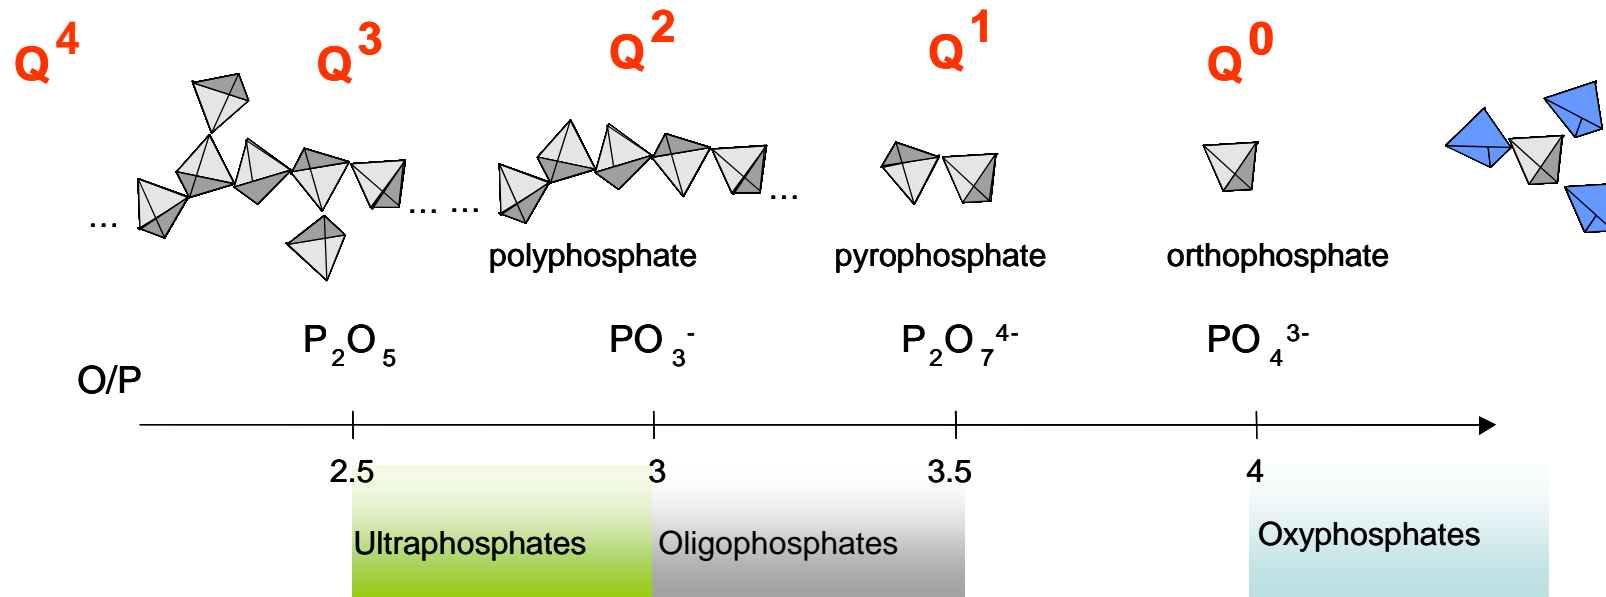 Q⁴ Q³ Q² Q¹ Q⁰
... ... ... ...
polyphosphate pyrophosphate orthophosphate
P₂O₅ PO₃⁻ P₂O₇⁴⁻ PO₄³⁻
O/P
2.5 3 3.5 4
Ultraphosphates Oligophosphates Oxyphosphates